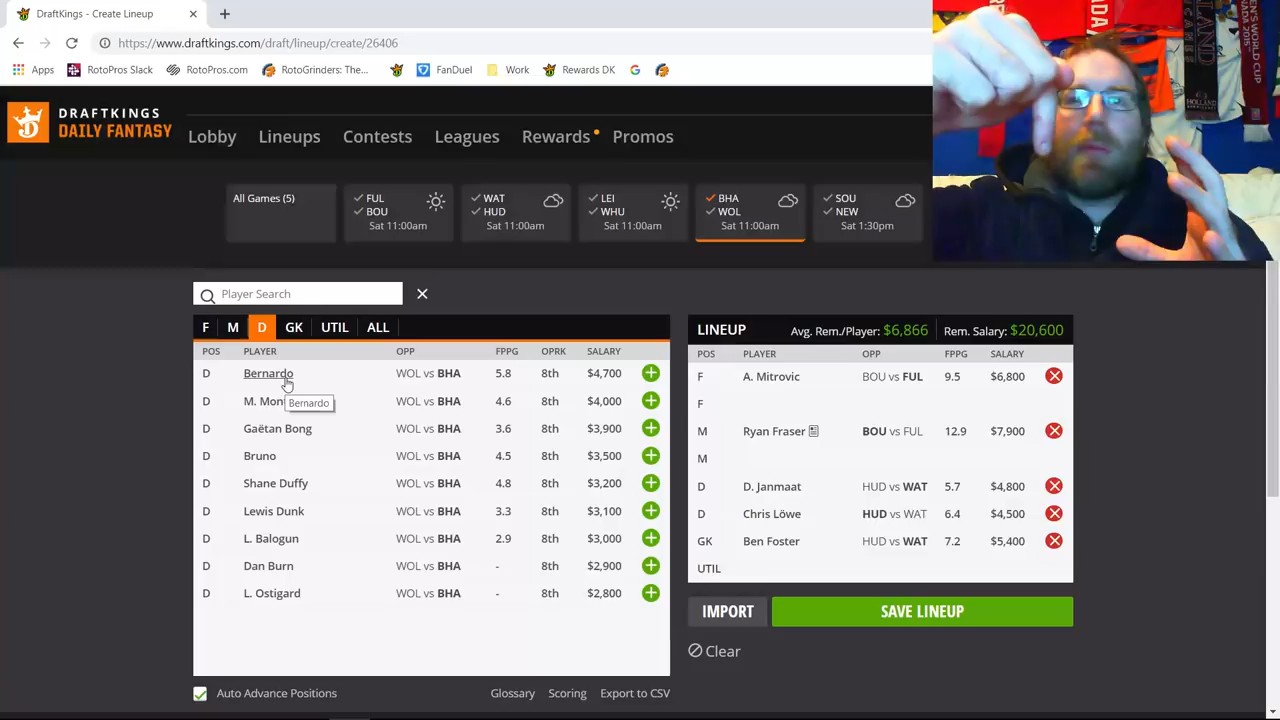 DraftKings - Create Lineup
https://www.draftkings.com/draft/lineup/create/26406
Apps RotoPros Slack RotoPros.com RotoGrinders: The... FanDuel Work Rewards DK
DRAFTKINGS
DAILY FANTASY
Lobby Lineups Contests Leagues Rewards Promos
All Games (5)
FUL
BOU
Sat 11:00am
WAT
HUD
Sat 11:00am
LEI
WHU
Sat 11:00am
BHA
WOL
Sat 11:00am
SOU
NEW
Sat 1:30pm
Player Search
F M D GK UTIL ALL
POS PLAYER OPP FPPG OPRK SALARY
D Bernardo WOL vs BHA 5.8 8th $4,700
Bernardo
D M. WOL vs BHA 4.6 8th $4,000
D Gaëtan Bong WOL vs BHA 3.6 8th $3,900
D Bruno WOL vs BHA 4.5 8th $3,500
D Shane Duffy WOL vs BHA 4.8 8th $3,200
D Lewis Dunk WOL vs BHA 3.3 8th $3,100
D L. Balogun WOL vs BHA 2.9 8th $3,000
D Dan Burn WOL vs BHA - 8th $2,900
D L. Ostigard WOL vs BHA - 8th $2,800
Auto Advance Positions
Glossary Scoring Export to CSV
LINEUP Avg. Rem./Player: $6,866 Rem. Salary: $20,600
POS PLAYER OPP FPPG SALARY
F A. Mitrovic BOU vs FUL 9.5 $6,800
F
M Ryan Fraser BOU vs FUL 12.9 $7,900
M
D D. Janmaat HUD vs WAT 5.7 $4,800
D Chris Löwe HUD vs WAT 6.4 $4,500
GK Ben Foster HUD vs WAT 7.2 $5,400
UTIL
IMPORT SAVE LINEUP
Clear
HOLLAND
WORLD CUP
CANADA 2015